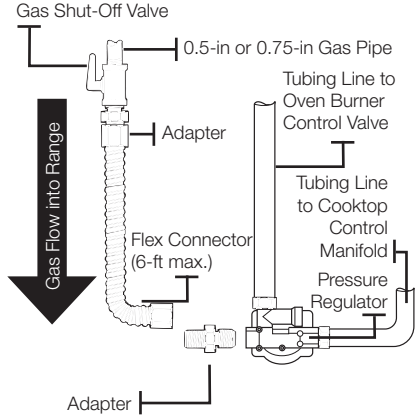 Gas Shut-Off Valve
0.5-in or 0.75-in Gas Pipe
Tubing Line to
Oven Burner
Control Valve
Adapter
Gas Flow into Range
Tubing Line
to Cooktop
Control
Manifold
Flex Connector
(6-ft max.)
Pressure
Regulator
Adapter